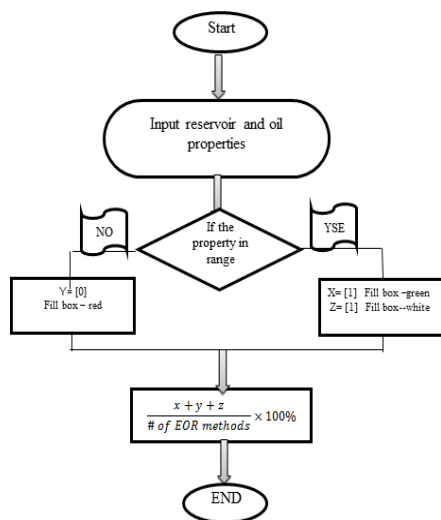 Start
Input reservoir and oil
properties
If the
property in
range
NO
YSE
Y= [0]
Fill box – red
X= [1] Fill box –green
Z= [1] Fill box--white
x + y + z
# of EOR methods
× 100%
END